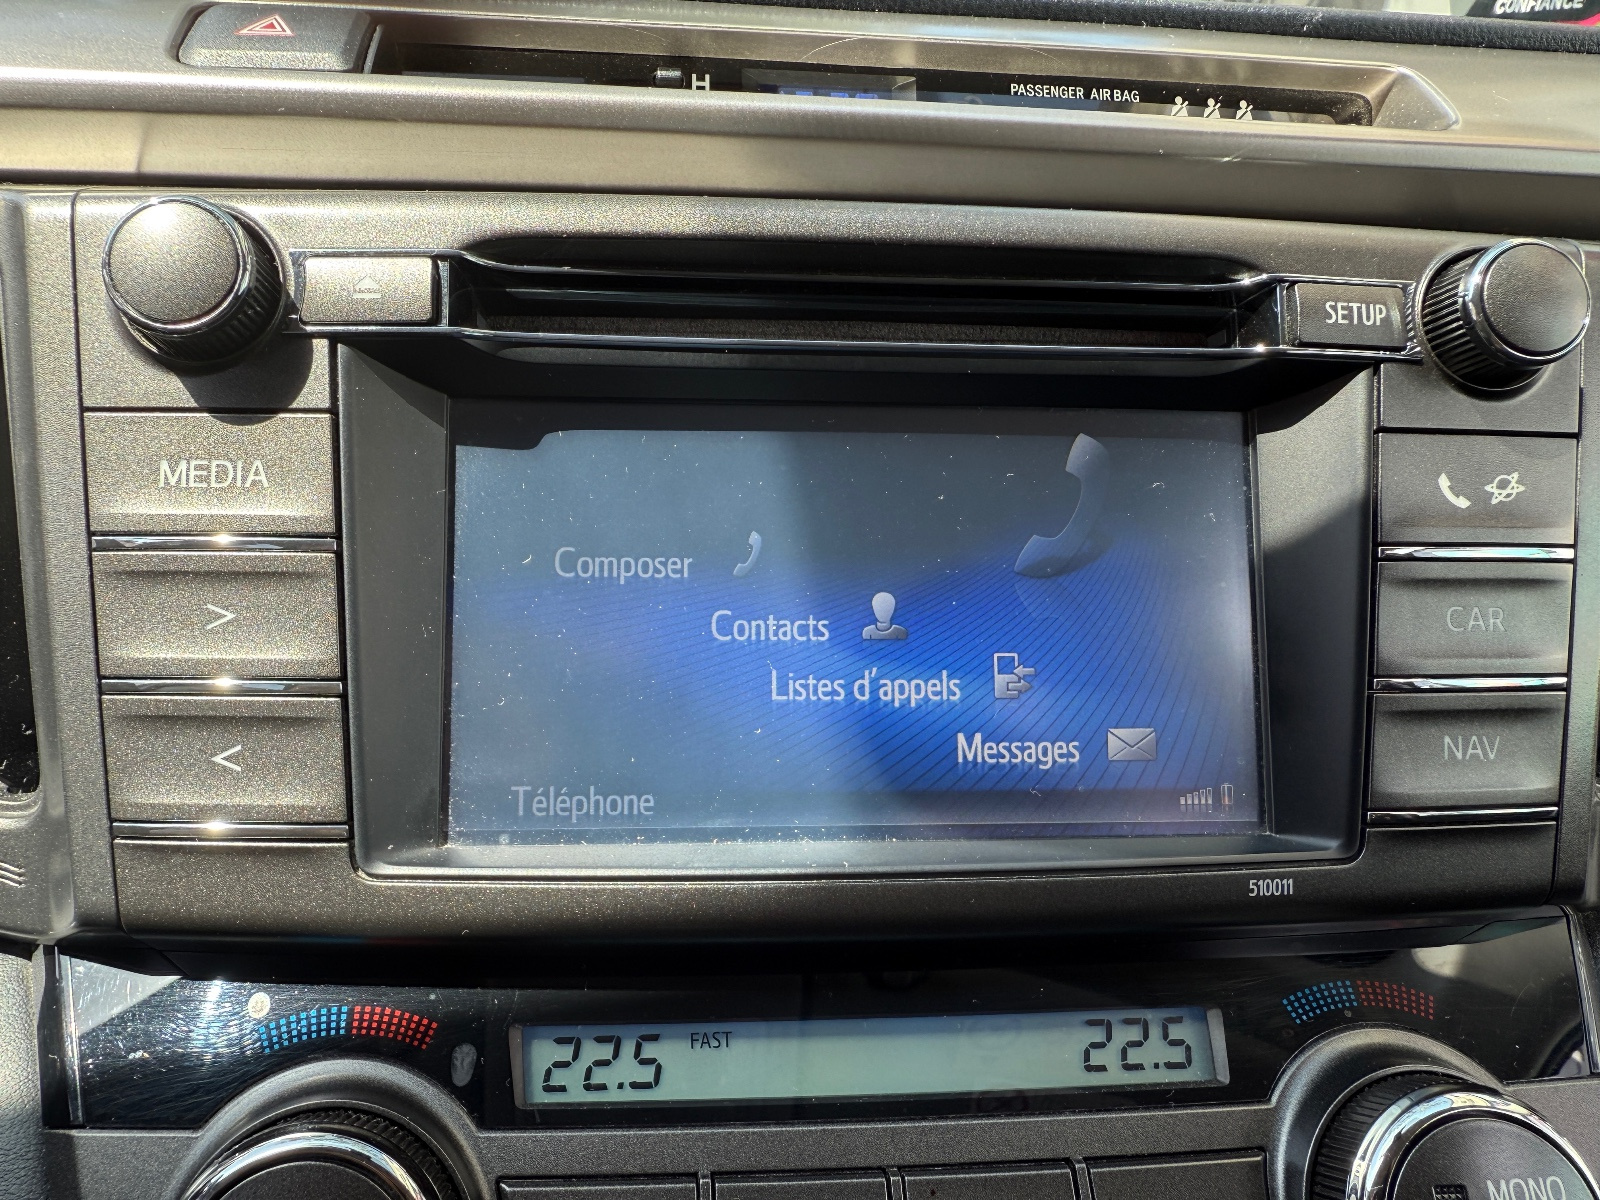 CONFIANCE
H
PASSENGER AIR BAG
SETUP
MEDIA
>
<
Composer
Contacts
Listes d'appels
Messages
Téléphone
CAR
NAV
510011
22.5 FAST 22.5
MONO